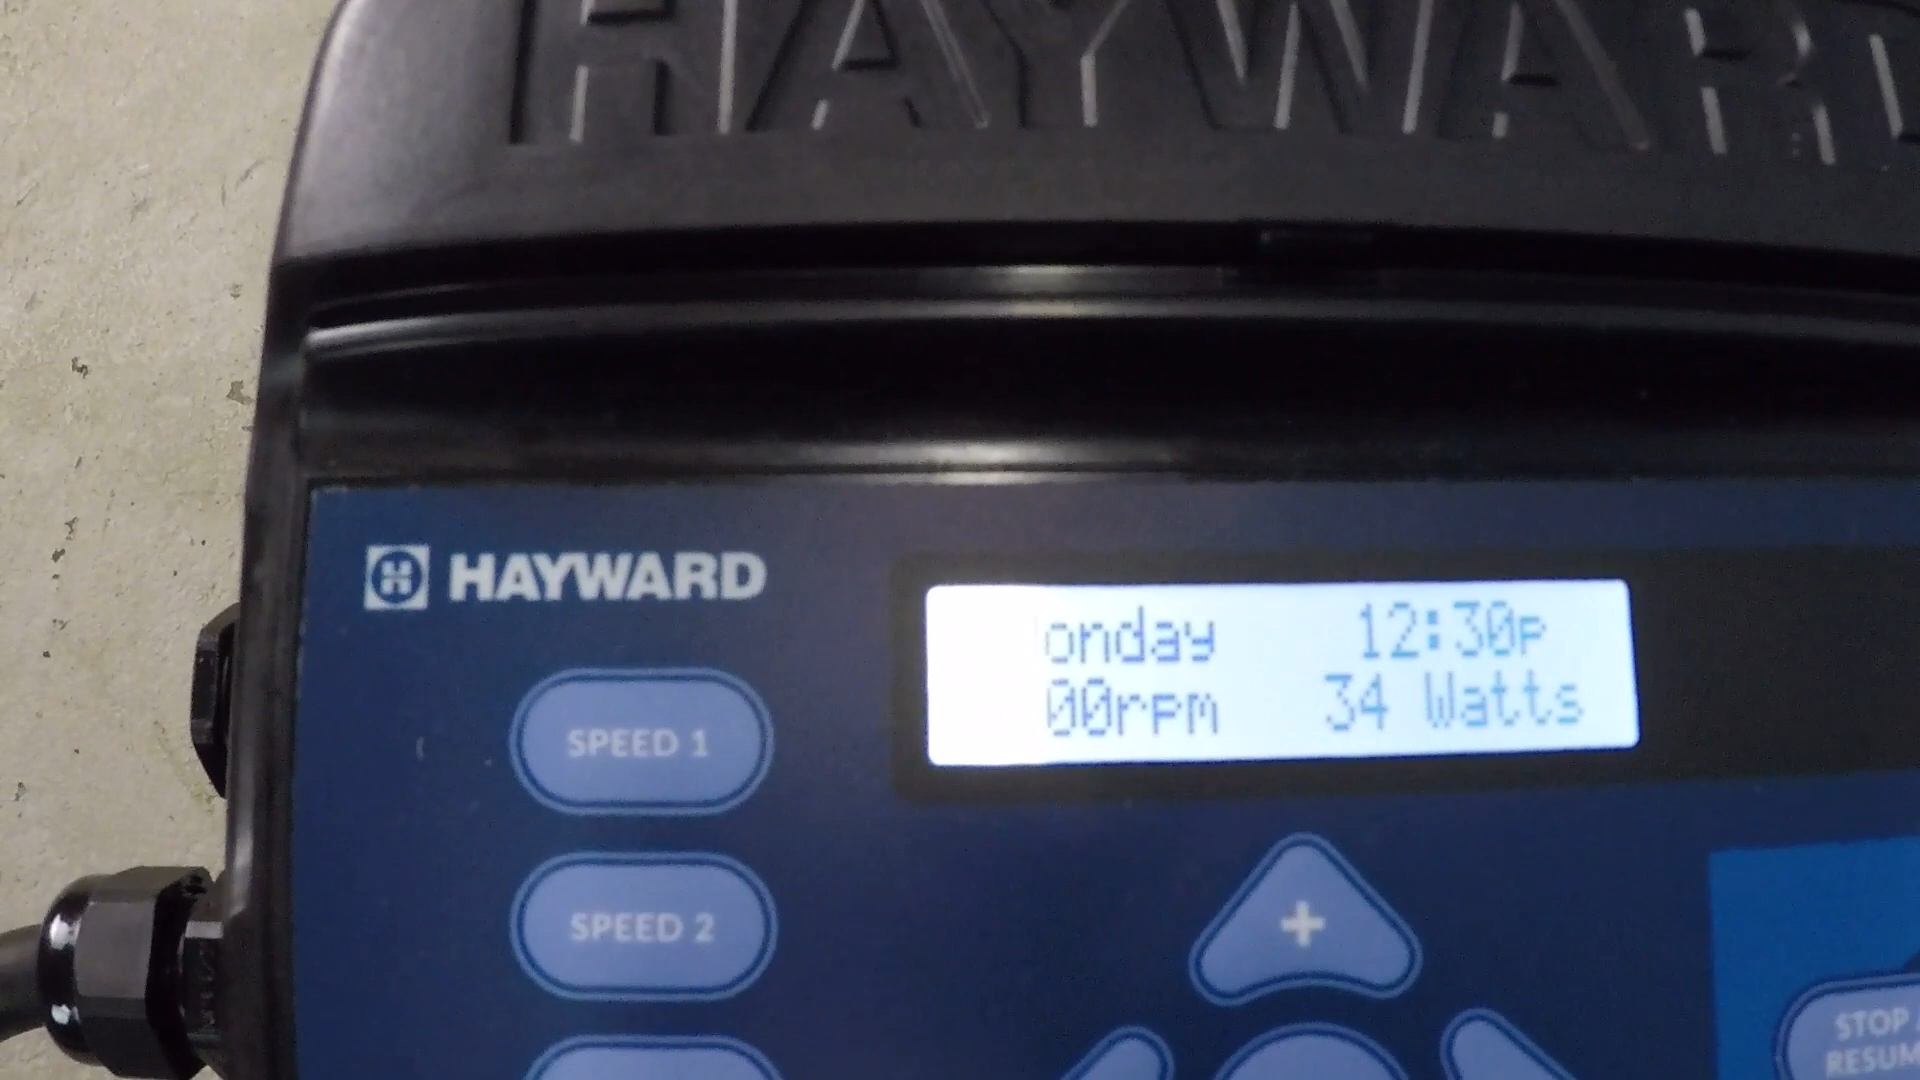 HAYWARD
HAYWARD
onday 12:30p
00rpm 34 Watts
SPEED 1
SPEED 2
+
STOP
RESUM